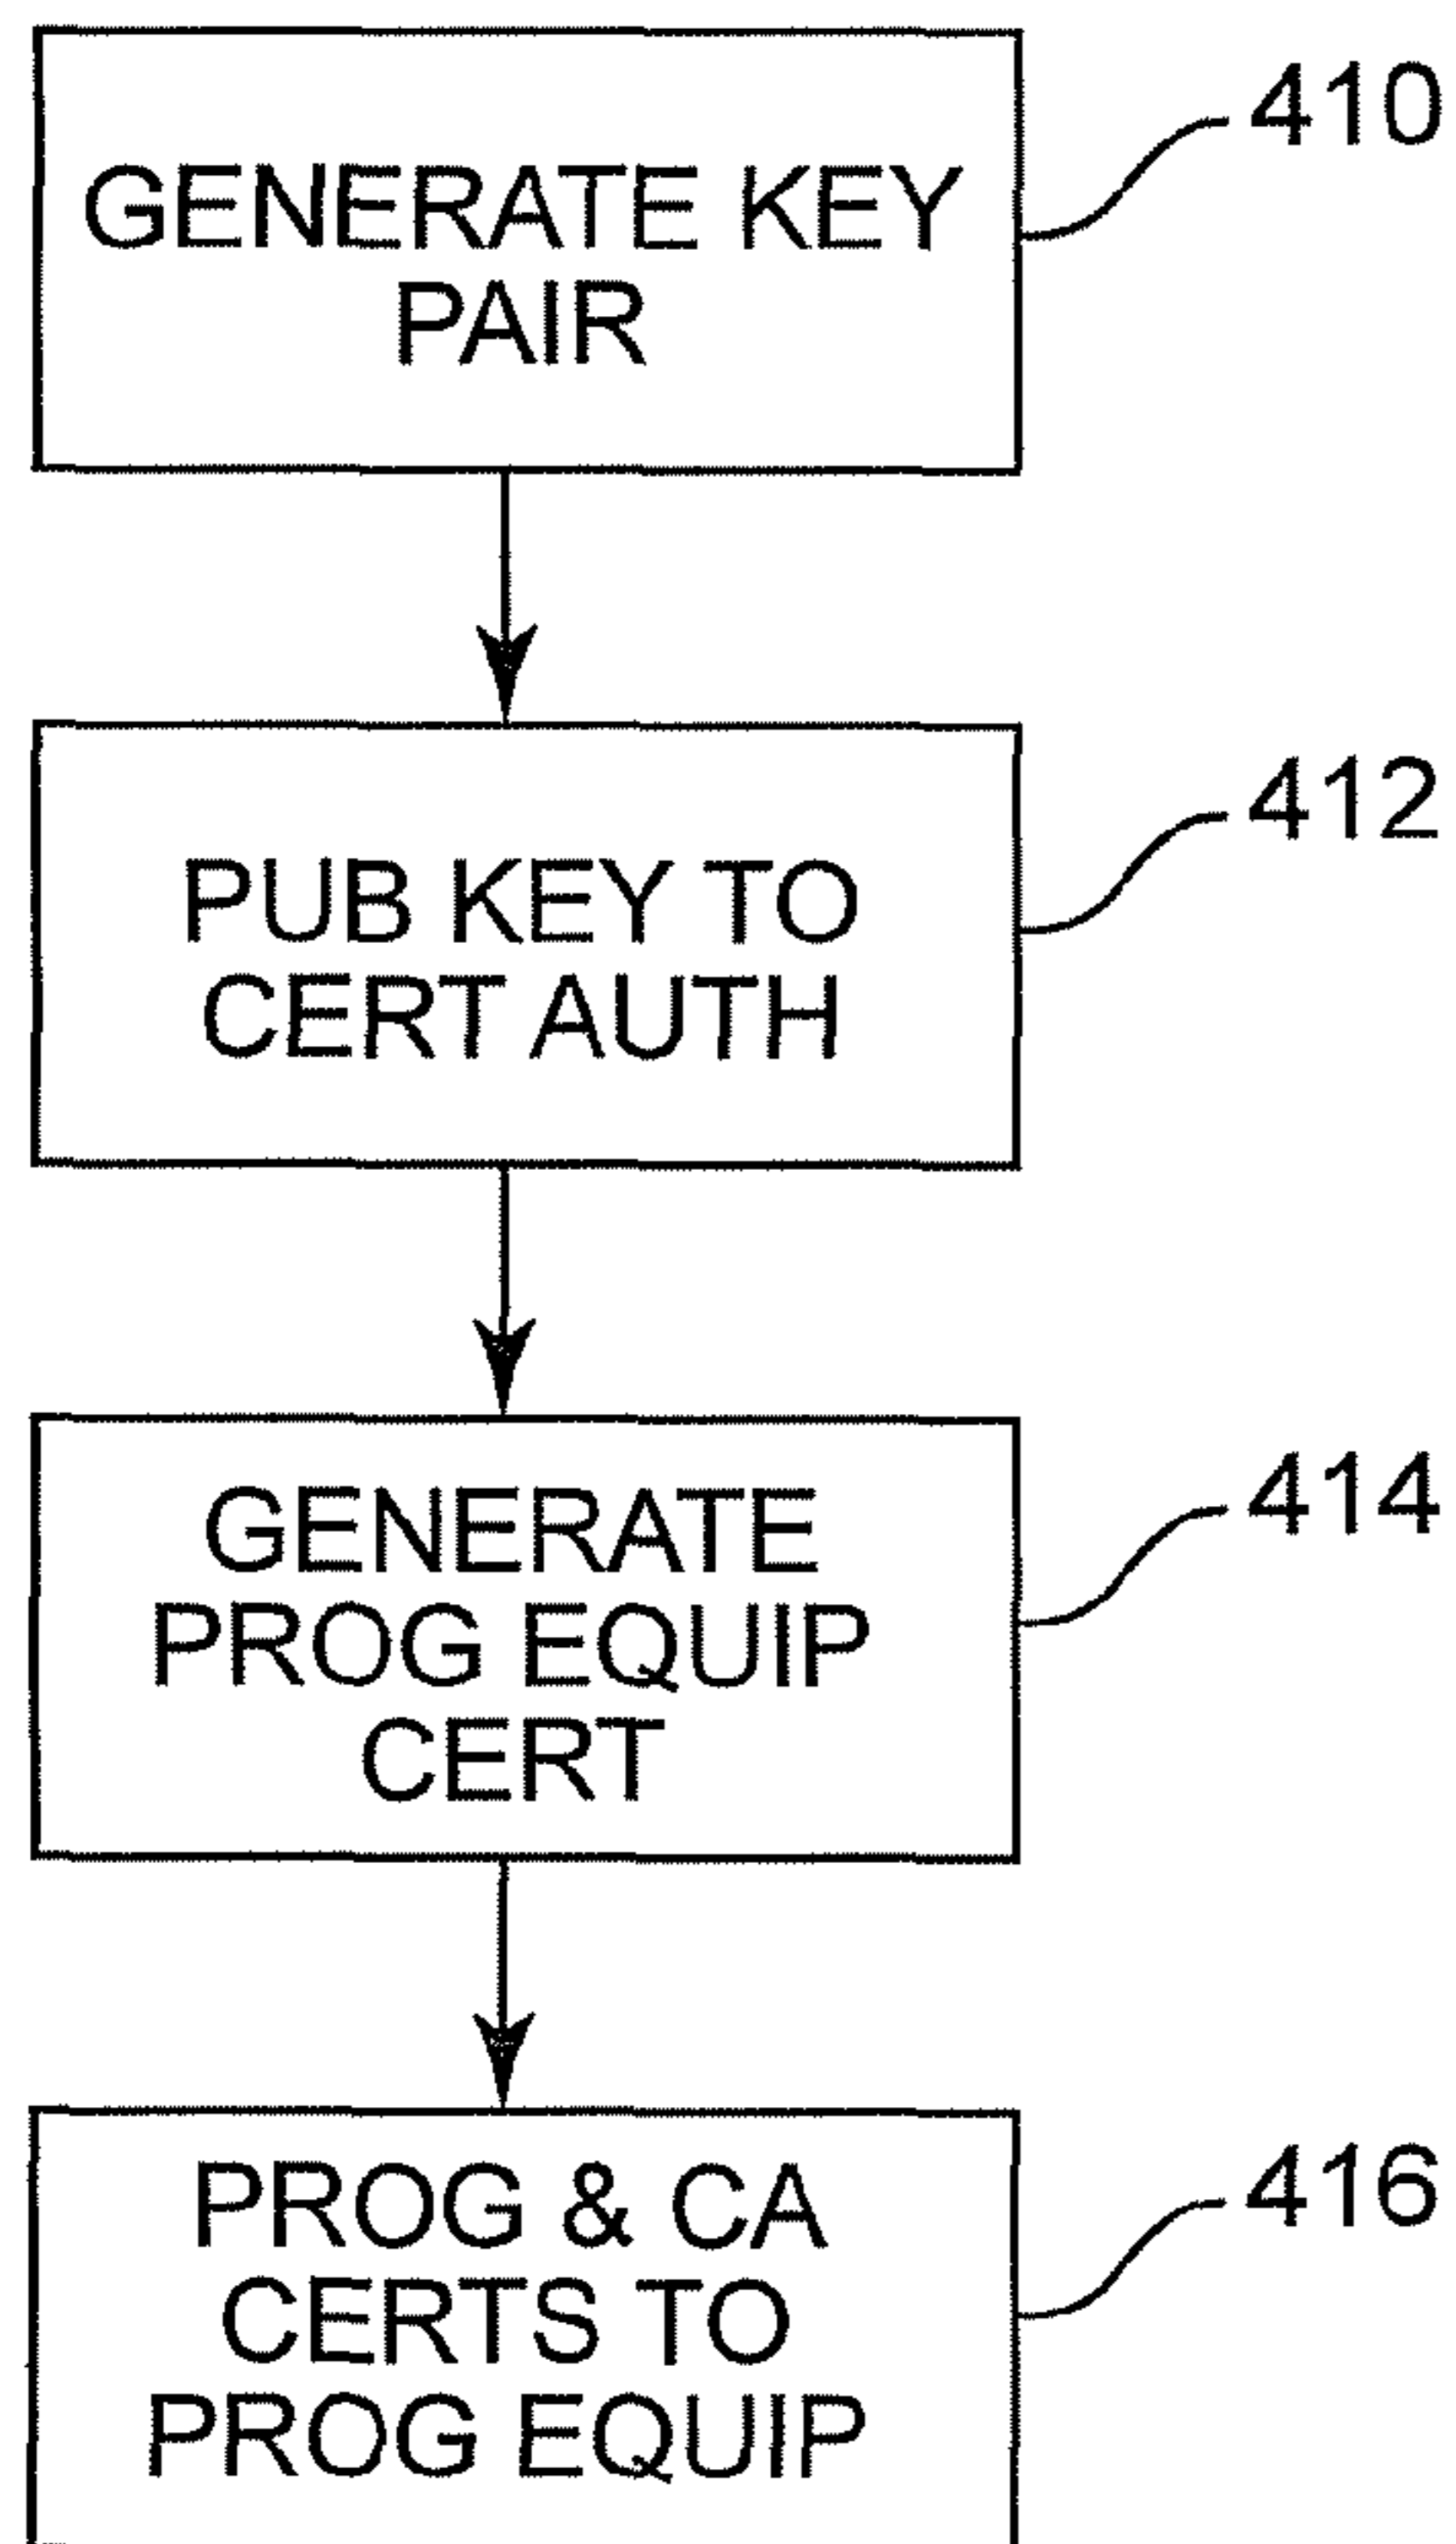 GENERATE KEY
PAIR
410
PUB KEY TO
CERT AUTH
412
GENERATE
PROG EQUIP
CERT
414
PROG & CA
CERTS TO
PROG EQUIP
416